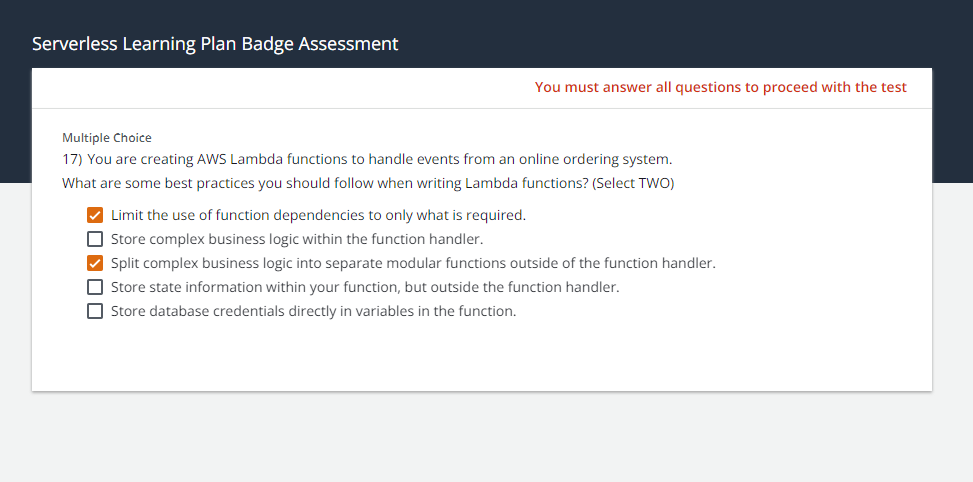 Serverless Learning Plan Badge Assessment
You must answer all questions to proceed with the test
Multiple Choice
17) You are creating AWS Lambda functions to handle events from an online ordering system.
What are some best practices you should follow when writing Lambda functions? (Select TWO)
Limit the use of function dependencies to only what is required.
Store complex business logic within the function handler.
Split complex business logic into separate modular functions outside of the function handler.
Store state information within your function, but outside the function handler.
Store database credentials directly in variables in the function.